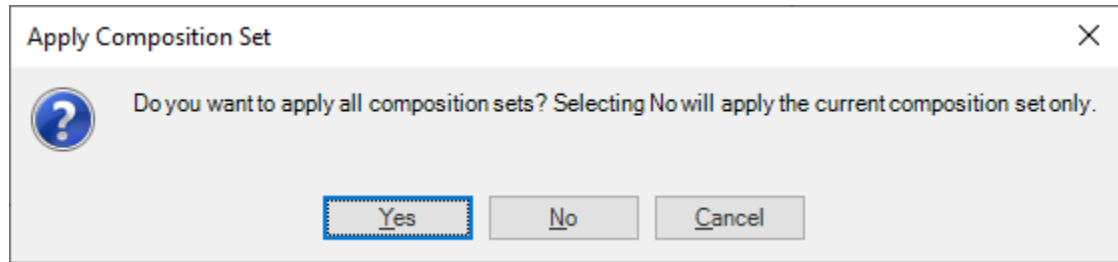 Apply Composition Set
Do you want to apply all composition sets? Selecting No will apply the current composition set only.
Yes No Cancel